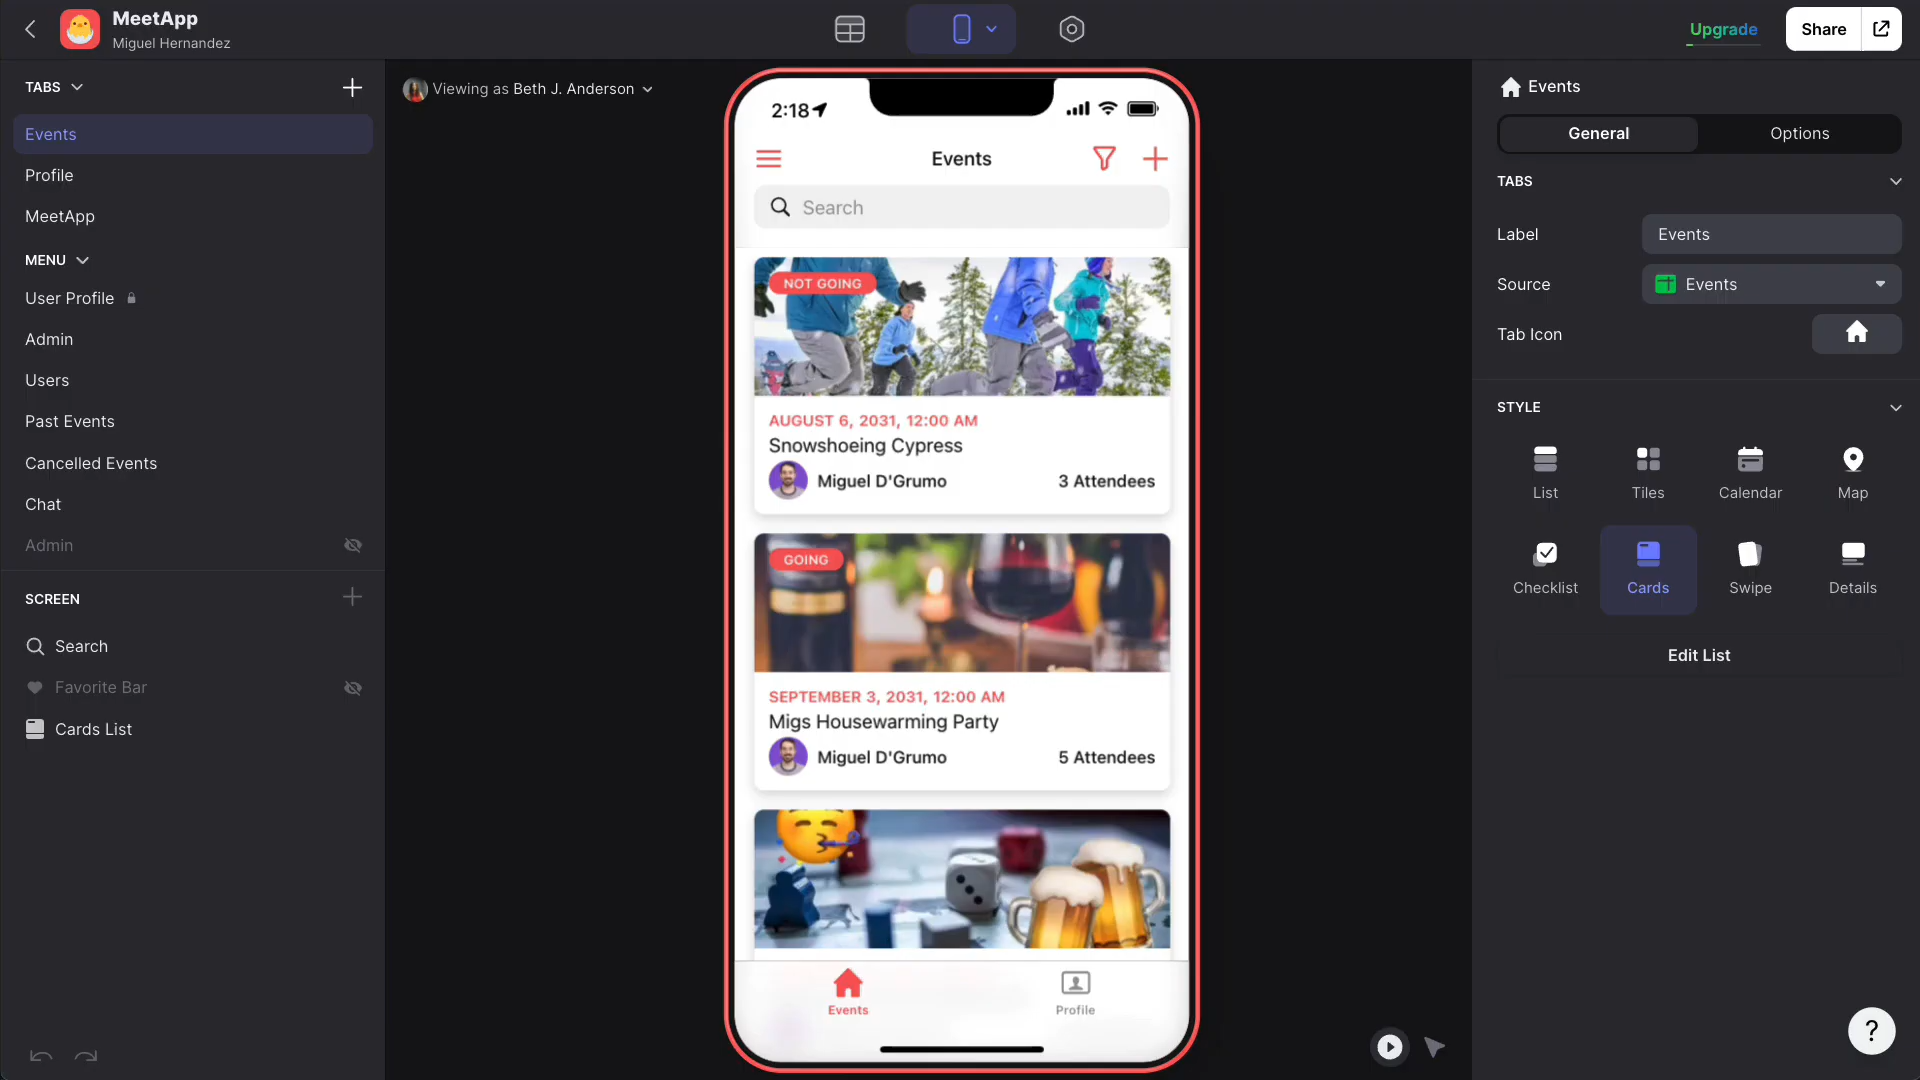 MeetApp
Miguel Hernandez
Upgrade
Share
TABS
Events
Profile
MeetApp
MENU
User Profile
Admin
Users
Past Events
Cancelled Events
Chat
Admin
SCREEN
Search
Favorite Bar
Cards List
Viewing as Beth J. Anderson
2:18
Events
Search
NOT GOING
AUGUST 6, 2031, 12:00 AM
Snowshoeing Cypress
Miguel D'Grumo 3 Attendees
GOING
SEPTEMBER 3, 2031, 12:00 AM
Migs Housewarming Party
Miguel D'Grumo 5 Attendees
Events Profile
Events
General Options
TABS
Label Events
Source Events
Tab Icon
STYLE
List Tiles Calendar Map
Checklist Cards Swipe Details
Edit List
?